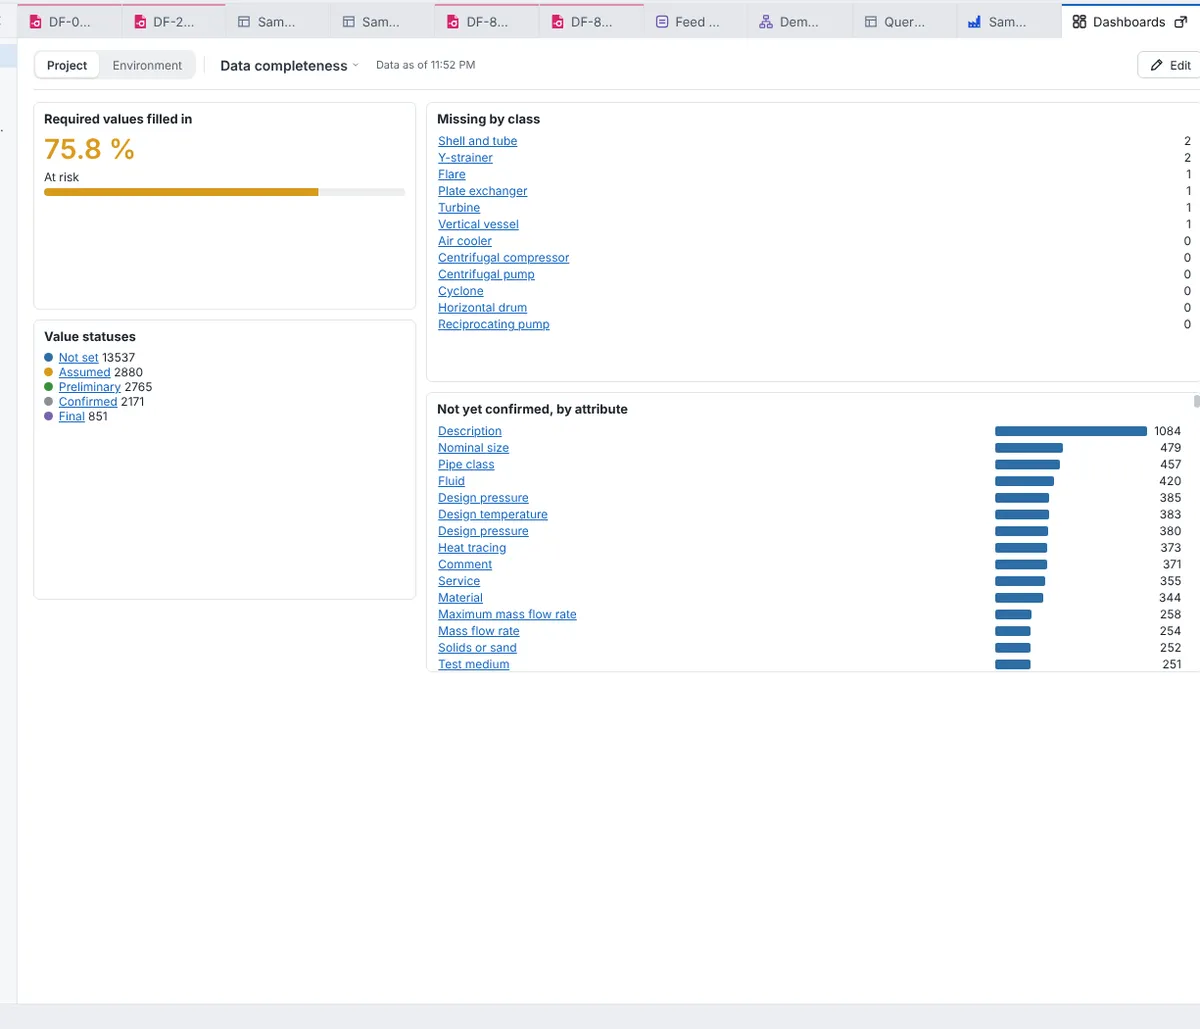 DF-0... DF-2... Sam... Sam... DF-8... DF-8... Feed ... Dem... Quer... Sam... Dashboards
Project Environment Data completeness Data as of 11:52 PM Edit
Required values filled in
75.8 %
At risk
Value statuses
Not set 13537
Assumed 2880
Preliminary 2765
Confirmed 2171
Final 851
Missing by class
Shell and tube 2
Y-strainer 2
Flare 1
Plate exchanger 1
Turbine 1
Vertical vessel 1
Air cooler 0
Centrifugal compressor 0
Centrifugal pump 0
Cyclone 0
Horizontal drum 0
Reciprocating pump 0
Not yet confirmed, by attribute
Description 1084
Nominal size 479
Pipe class 457
Fluid 420
Design pressure 385
Design temperature 383
Design pressure 380
Heat tracing 373
Comment 371
Service 355
Material 344
Maximum mass flow rate 258
Mass flow rate 254
Solids or sand 252
Test medium 251